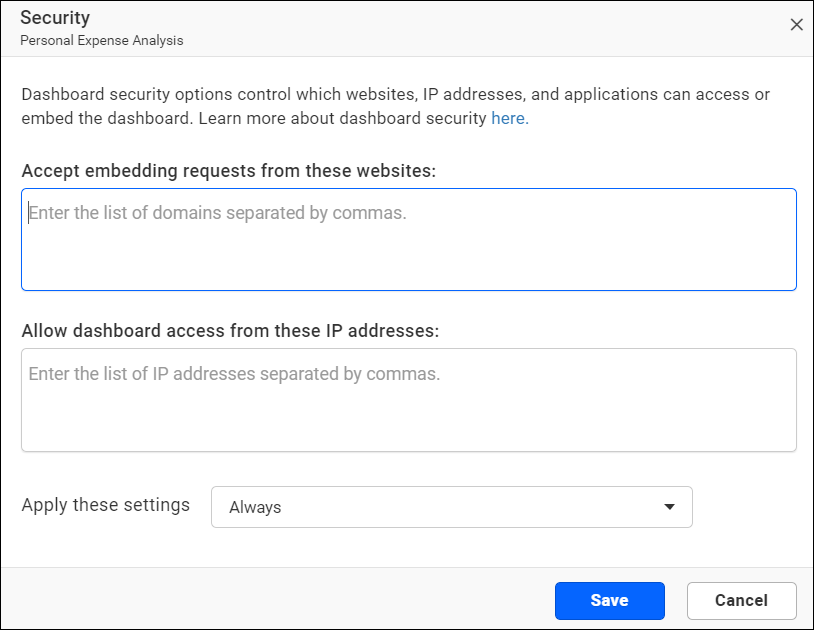 Security
Personal Expense Analysis
Dashboard security options control which websites, IP addresses, and applications can access or
embed the dashboard. Learn more about dashboard security here.
Accept embedding requests from these websites:
Enter the list of domains separated by commas.
Allow dashboard access from these IP addresses:
Enter the list of IP addresses separated by commas.
Apply these settings Always
Save Cancel